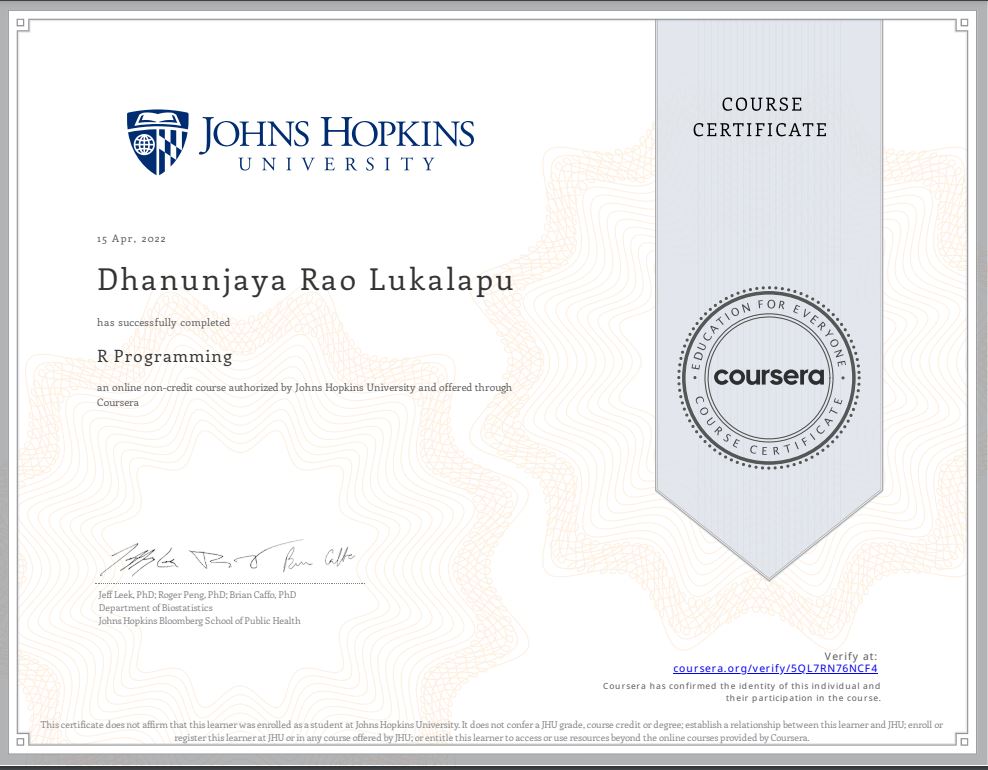 JOHNS HOPKINS
UNIVERSITY
COURSE
CERTIFICATE
15 Apr, 2022
Dhanunjaya Rao Lukalapu
has successfully completed
R Programming
an online non-credit course authorized by Johns Hopkins University and offered through
Coursera
EDUCATION FOR EVERYONE
coursera
COURSE CERTIFICATE
Jeff Leek, PhD; Roger Peng, PhD; Brian Caffo, PhD
Department of Biostatistics
Johns Hopkins Bloomberg School of Public Health
Verify at:
coursera.org/verify/5QL7RN76NCF4
Coursera has confirmed the identity of this individual and
their participation in the course.
This certificate does not affirm that this learner was enrolled as a student at Johns Hopkins University. It does not confer a JHU grade, course credit or degree; establish a relationship between this learner and JHU; enroll or
register this learner at JHU or in any course offered by JHU; or entitle this learner to access or use resources beyond the online courses provided by Coursera.